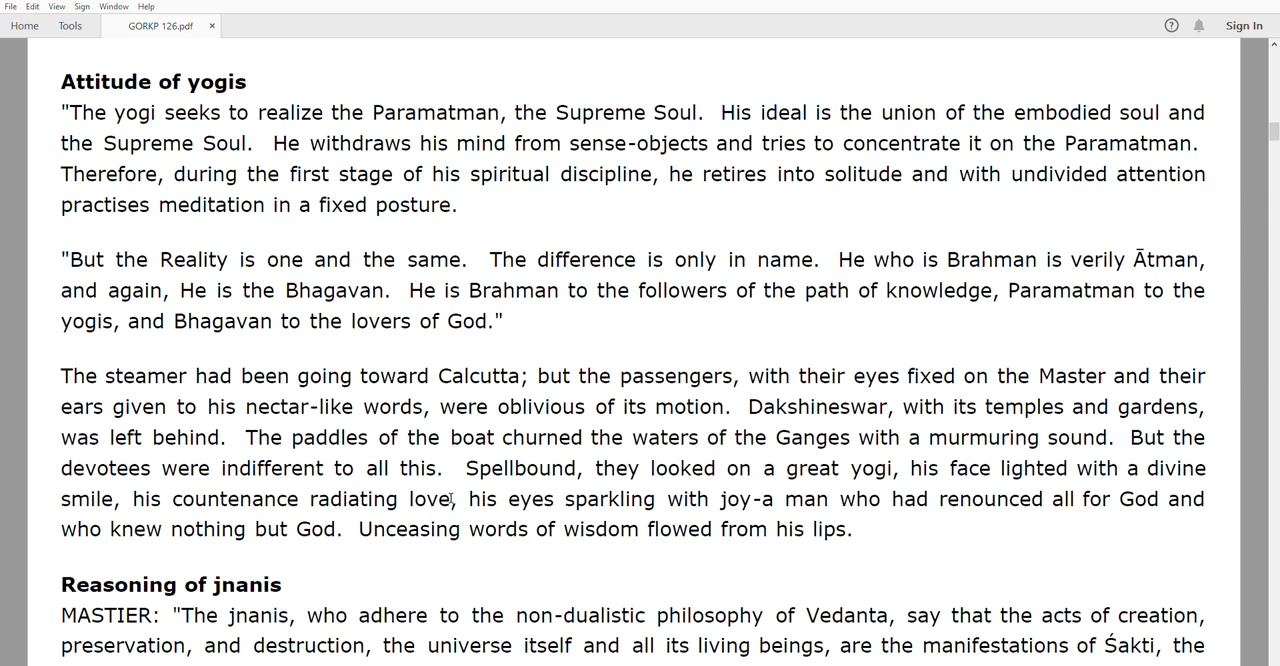 File Edit View Sign Window Help
Home Tools GORKP 126.pdf × Sign In
Attitude of yogis
"The yogi seeks to realize the Paramatman, the Supreme Soul. His ideal is the union of the embodied soul and
the Supreme Soul. He withdraws his mind from sense-objects and tries to concentrate it on the Paramatman.
Therefore, during the first stage of his spiritual discipline, he retires into solitude and with undivided attention
practises meditation in a fixed posture.
"But the Reality is one and the same. The difference is only in name. He who is Brahman is verily Ātman,
and again, He is the Bhagavan. He is Brahman to the followers of the path of knowledge, Paramatman to the
yogis, and Bhagavan to the lovers of God."
The steamer had been going toward Calcutta; but the passengers, with their eyes fixed on the Master and their
ears given to his nectar-like words, were oblivious of its motion. Dakshineswar, with its temples and gardens,
was left behind. The paddles of the boat churned the waters of the Ganges with a murmuring sound. But the
devotees were indifferent to all this. Spellbound, they looked on a great yogi, his face lighted with a divine
smile, his countenance radiating love, his eyes sparkling with joy-a man who had renounced all for God and
who knew nothing but God. Unceasing words of wisdom flowed from his lips.
Reasoning of jnanis
MASTIER: "The jnanis, who adhere to the non-dualistic philosophy of Vedanta, say that the acts of creation,
preservation, and destruction, the universe itself and all its living beings, are the manifestations of Śakti, the